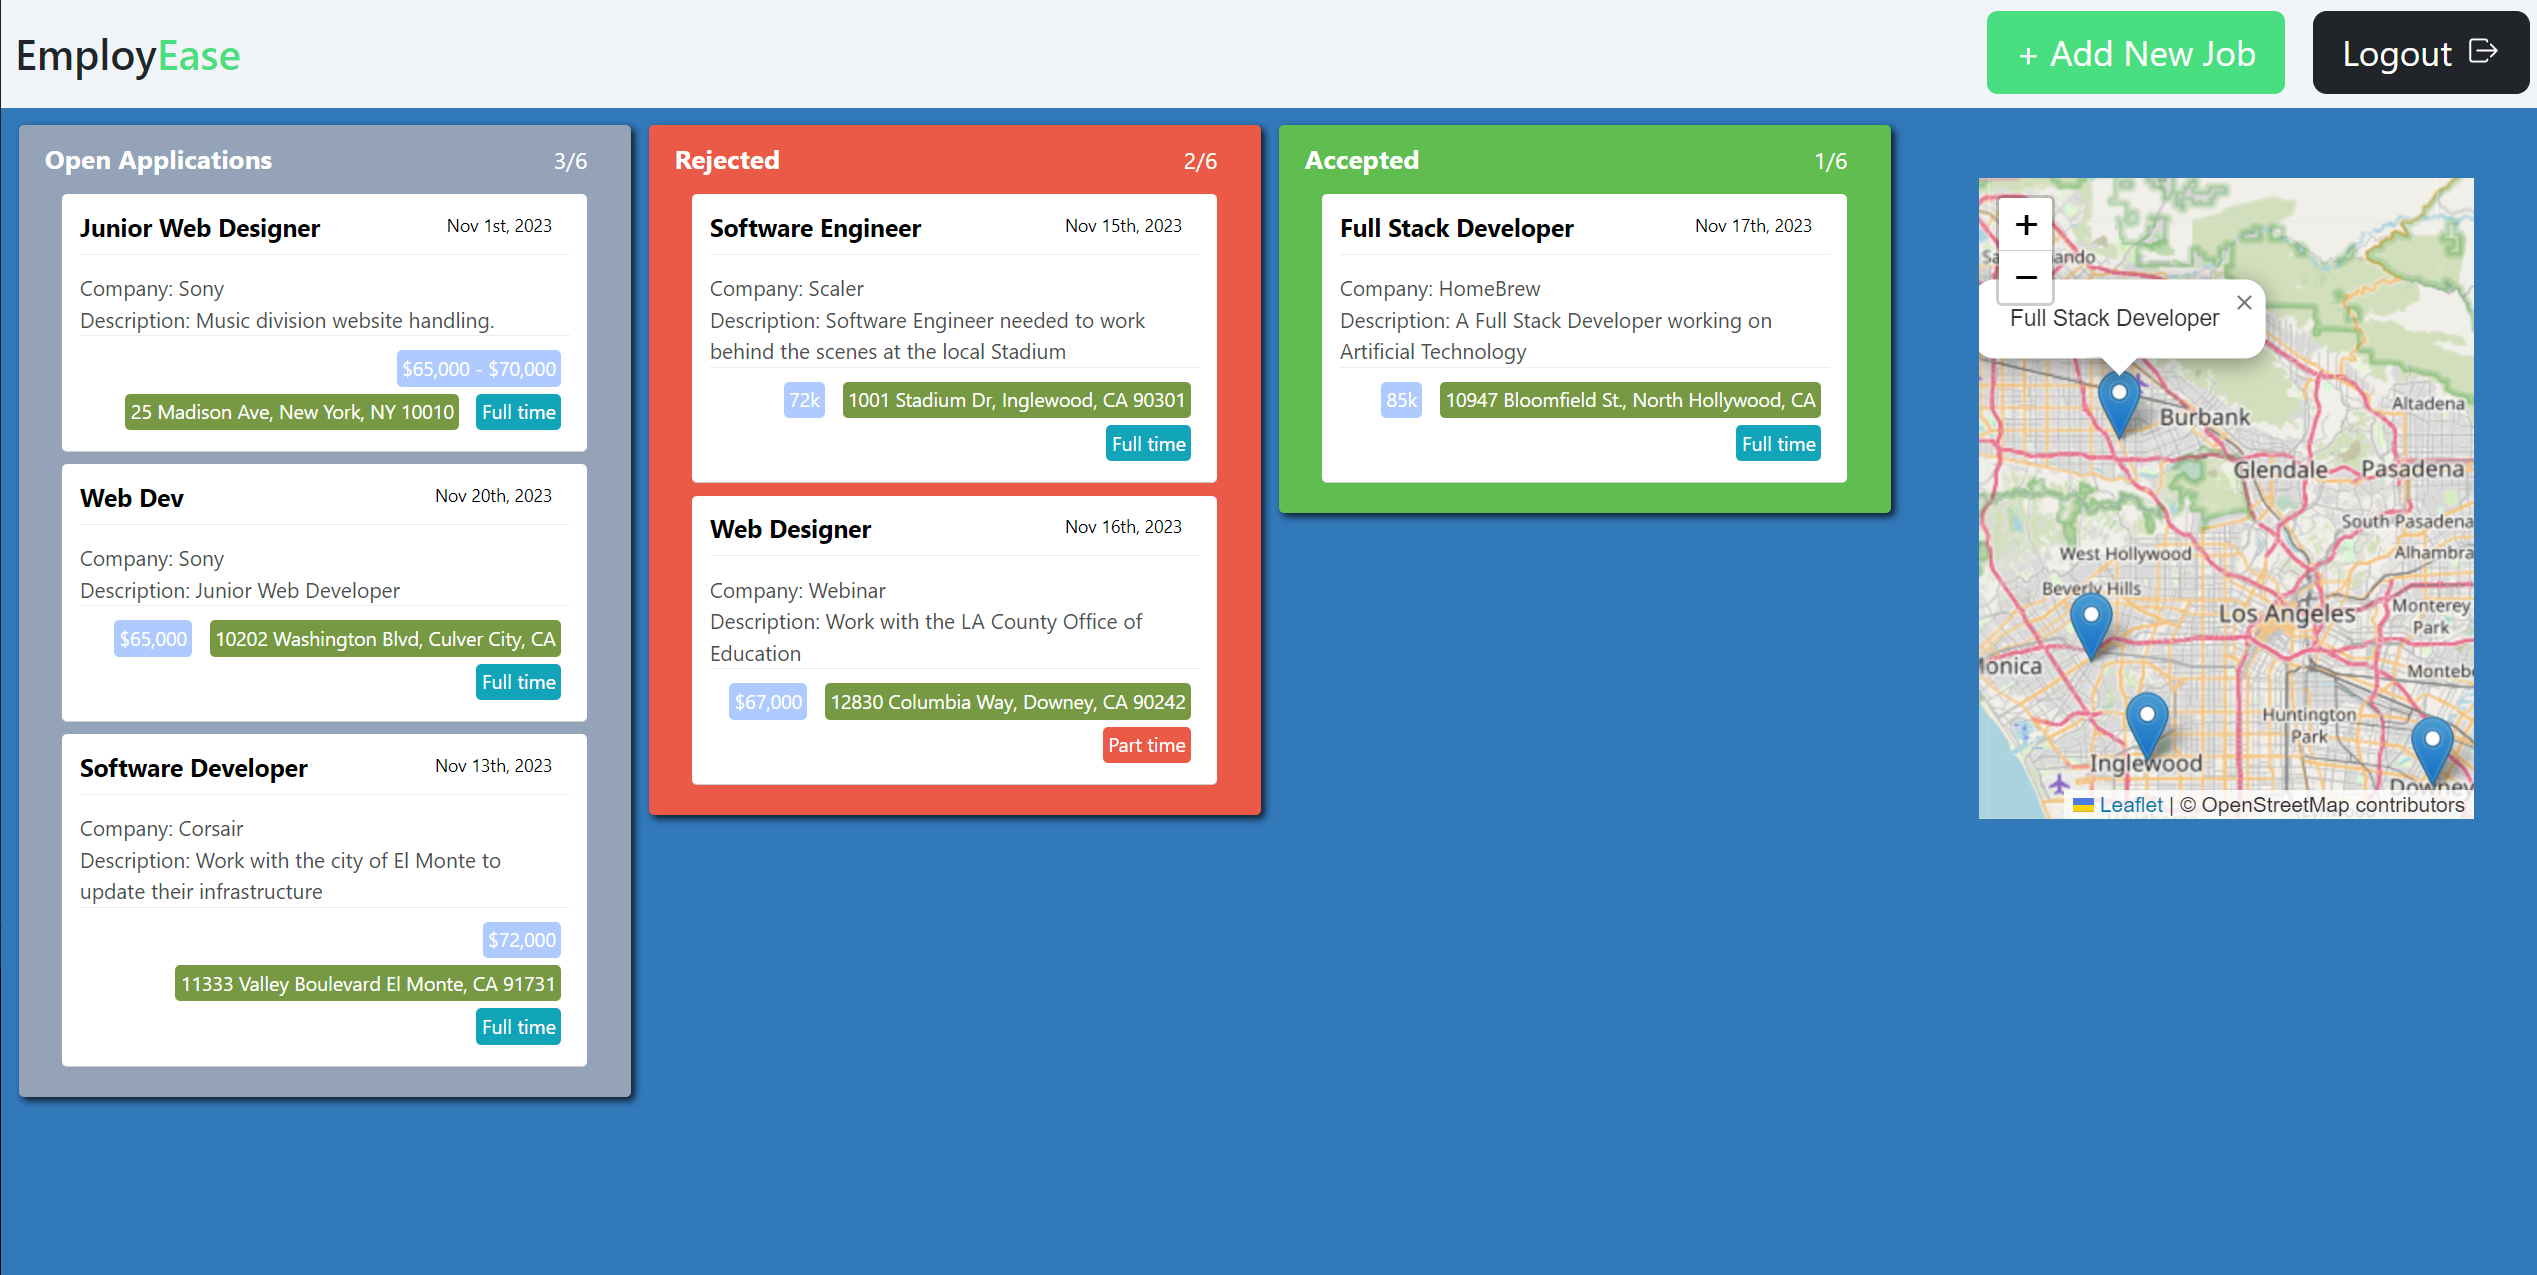 EmployEase
+ Add New Job
Logout
Open Applications 3/6
Junior Web Designer Nov 1st, 2023
Company: Sony
Description: Music division website handling.
$65,000 - $70,000
25 Madison Ave, New York, NY 10010 Full time
Web Dev Nov 20th, 2023
Company: Sony
Description: Junior Web Developer
$65,000 10202 Washington Blvd, Culver City, CA
Full time
Software Developer Nov 13th, 2023
Company: Corsair
Description: Work with the city of El Monte to
update their infrastructure
$72,000
11333 Valley Boulevard El Monte, CA 91731
Full time
Rejected 2/6
Software Engineer Nov 15th, 2023
Company: Scaler
Description: Software Engineer needed to work
behind the scenes at the local Stadium
72k 1001 Stadium Dr, Inglewood, CA 90301
Full time
Web Designer Nov 16th, 2023
Company: Webinar
Description: Work with the LA County Office of
Education
$67,000 12830 Columbia Way, Downey, CA 90242
Part time
Accepted 1/6
Full Stack Developer Nov 17th, 2023
Company: HomeBrew
Description: A Full Stack Developer working on
Artificial Technology
85k 10947 Bloomfield St., North Hollywood, CA
Full time
+
−
Full Stack Developer ×
Burbank
Altadena
Glendale
Pasadena
South Pasadena
West Hollywood
Alhambra
Beverly Hills
Los Angeles
Monterey
Park
Monica
Monteb
Huntington
Park
Inglewood
Downey
Leaflet | © OpenStreetMap contributors